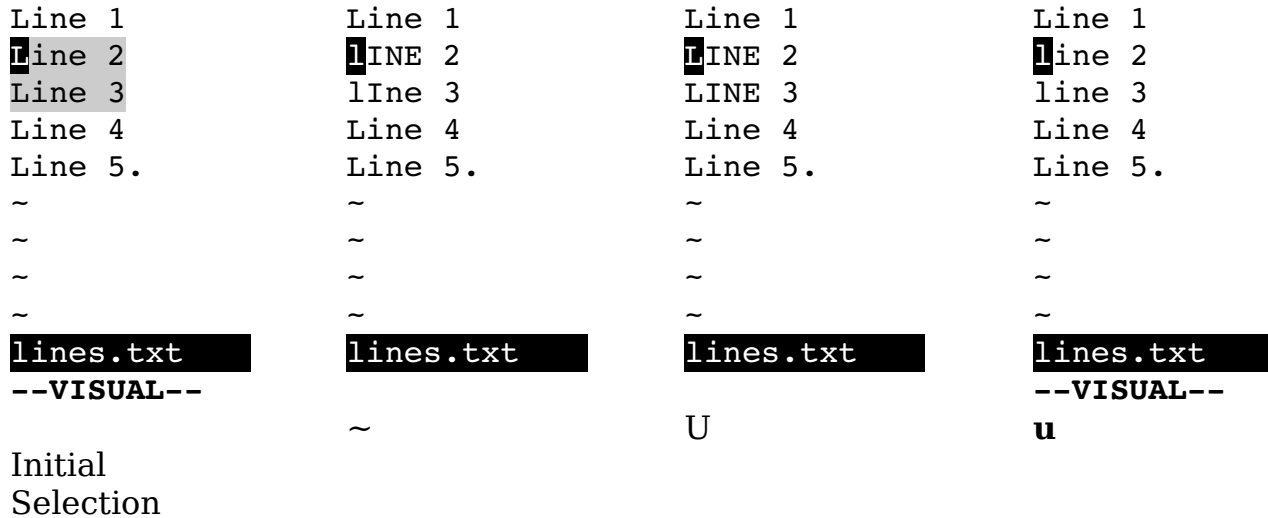 Line 1
Line 2
Line 3
Line 4
Line 5.
~
~
~
~
lines.txt
--VISUAL--
Initial
Selection
Line 1
lINE 2
lIne 3
Line 4
Line 5.
~
~
~
~
lines.txt
~
Line 1
LINE 2
LINE 3
Line 4
Line 5.
~
~
~
~
lines.txt
U
Line 1
line 2
line 3
Line 4
Line 5.
~
~
~
~
lines.txt
--VISUAL--
u